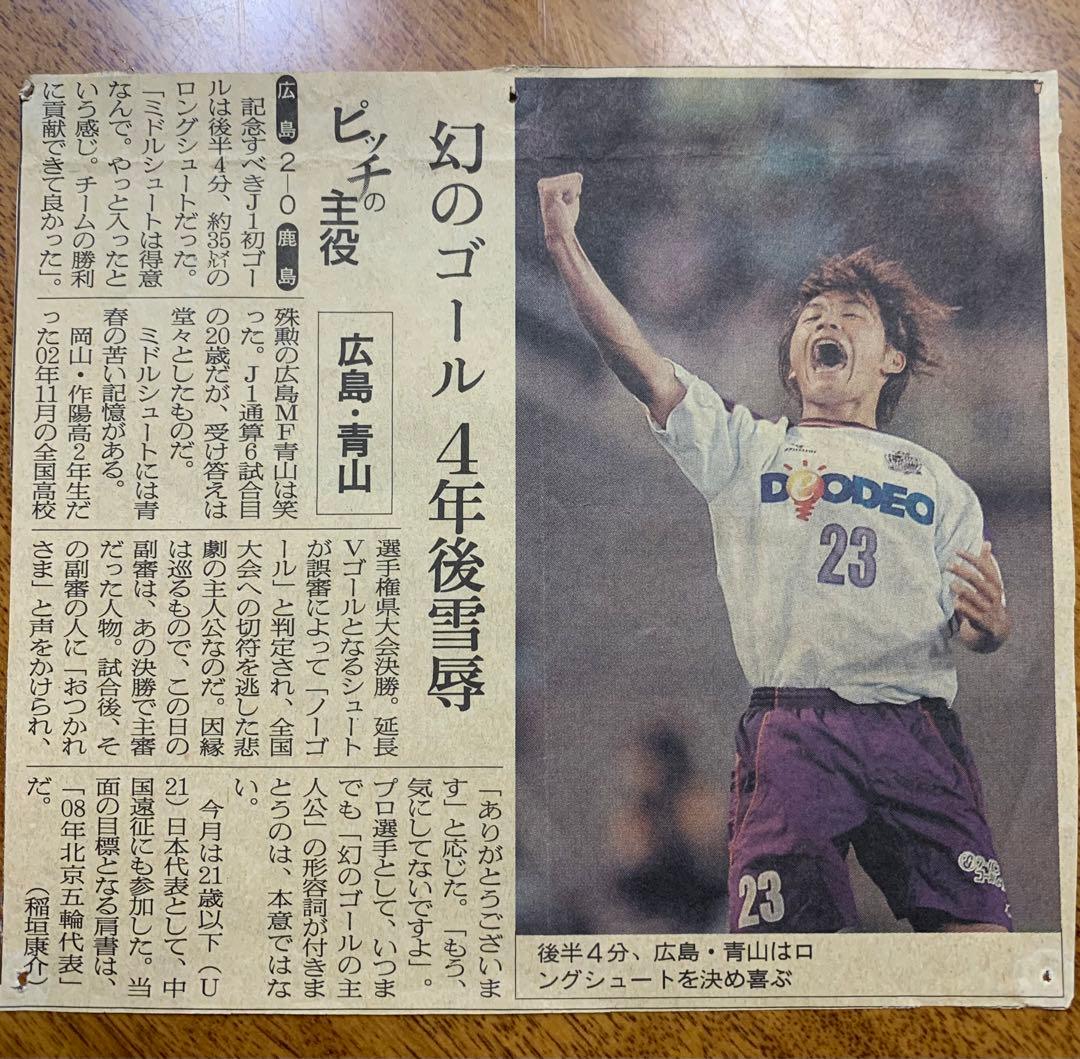 幻のゴール 4年後雪辱
ピッチの
主役
広島・青山
広島 2―0 鹿島
記念すべきJ1初ゴー
ルは後半4分、約35㍍の
ロングシュートだった。
「ミドルシュートは得意
なんで。やっと入ったと
いう感じ。チームの勝利
に貢献できて良かった」。
殊勲の広島MF青山は笑
った。J1通算6試合目
の20歳だが、受け答えは
堂々としたものだ。
ミドルシュートには青
春の苦い記憶がある。
岡山・作陽高2年生だ
った02年11月の全国高校
選手権県大会決勝。延長
Vゴールとなるシュート
が誤審によって「ノーゴ
ール」と判定され、全国
大会への切符を逃した悲
劇の主人公なのだ。因縁
は巡るもので、この日の
副審は、あの決勝で主審
だった人物。試合後、そ
の副審の人に「おつかれ
さま」と声をかけられ、
「ありがとうございま
す」と応じた。「もう、
気にしてないですよ」。
プロ選手として、いつま
でも「幻のゴールの主
人公」の形容詞が付きま
とうのは、本意ではな
い。
今月は21歳以下（U
21）日本代表として、中
国遠征にも参加した。当
面の目標となる肩書は、
「08年北京五輪代表」
だ。
（稲垣康介）
DeODEO
23
23
後半4分、広島・青山はロ
ングシュートを決め喜ぶ
4